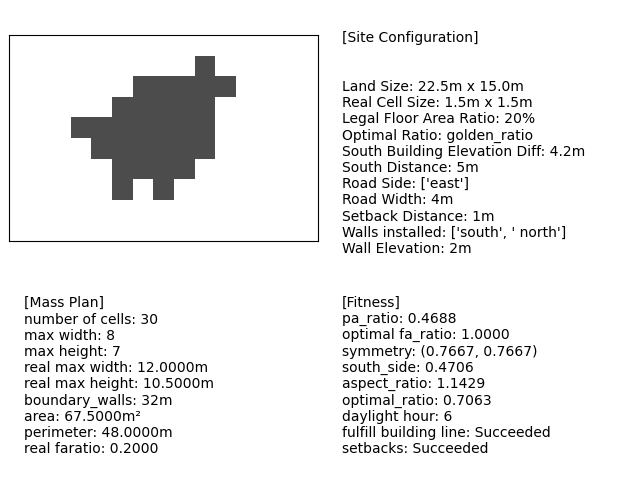 [Site Configuration]
Land Size: 22.5m x 15.0m
Real Cell Size: 1.5m x 1.5m
Legal Floor Area Ratio: 20%
Optimal Ratio: golden_ratio
South Building Elevation Diff: 4.2m
South Distance: 5m
Road Side: ['east']
Road Width: 4m
Setback Distance: 1m
Walls installed: ['south', ' north']
Wall Elevation: 2m
[Mass Plan]
number of cells: 30
max width: 8
max height: 7
real max width: 12.0000m
real max height: 10.5000m
boundary_walls: 32m
area: 67.5000m²
perimeter: 48.0000m
real faratio: 0.2000
[Fitness]
pa_ratio: 0.4688
optimal fa_ratio: 1.0000
symmetry: (0.7667, 0.7667)
south_side: 0.4706
aspect_ratio: 1.1429
optimal_ratio: 0.7063
daylight hour: 6
fulfill building line: Succeeded
setbacks: Succeeded